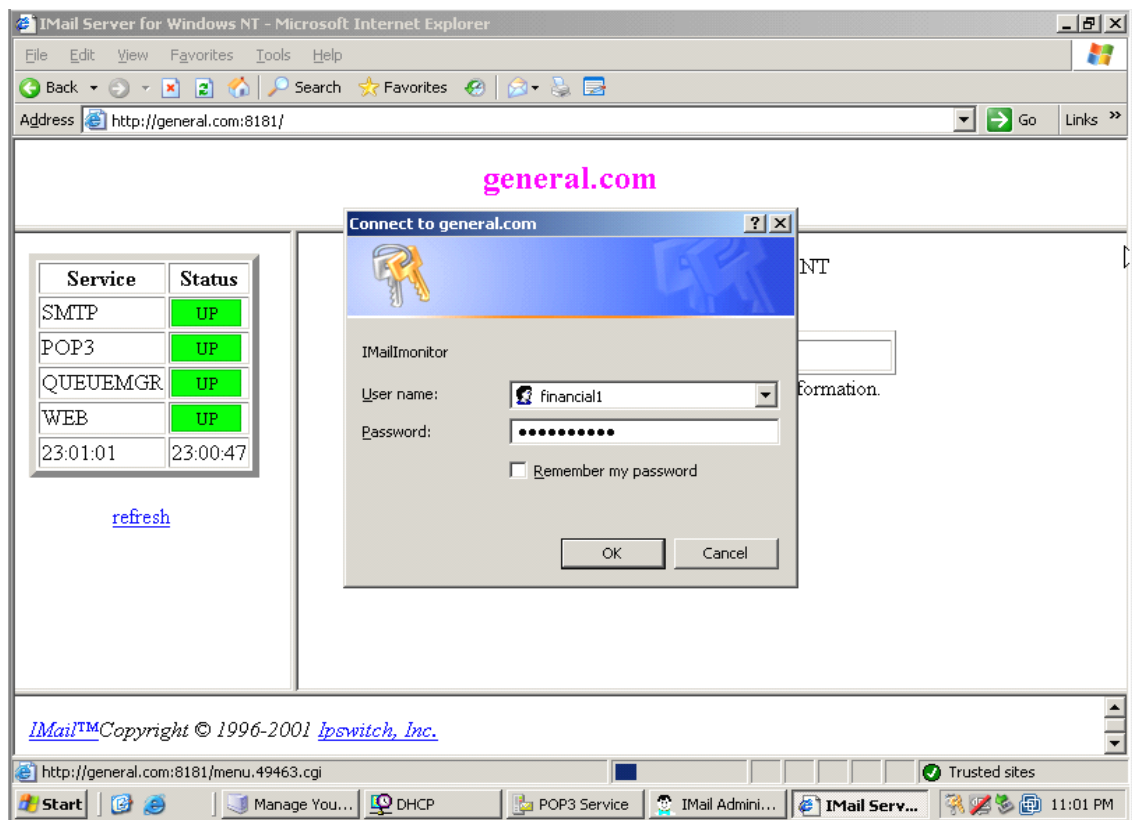 IMail Server for Windows NT - Microsoft Internet Explorer
File Edit View Favorites Tools Help
Back Search Favorites
Address http://general.com:8181/ Go Links »
general.com
Connect to general.com
NT
Service Status
SMTP UP
POP3 UP
QUEUEMGR UP
WEB UP
23:01:01 23:00:47
refresh
IMailImonitor
User name: financial1
Password: ●●●●●●●●●●
Remember my password
OK Cancel
formation.
IMail™Copyright © 1996-2001 Ipswitch, Inc.
http://general.com:8181/menu.49463.cgi Trusted sites
Start Manage You... DHCP POP3 Service IMail Admini... IMail Serv... 11:01 PM